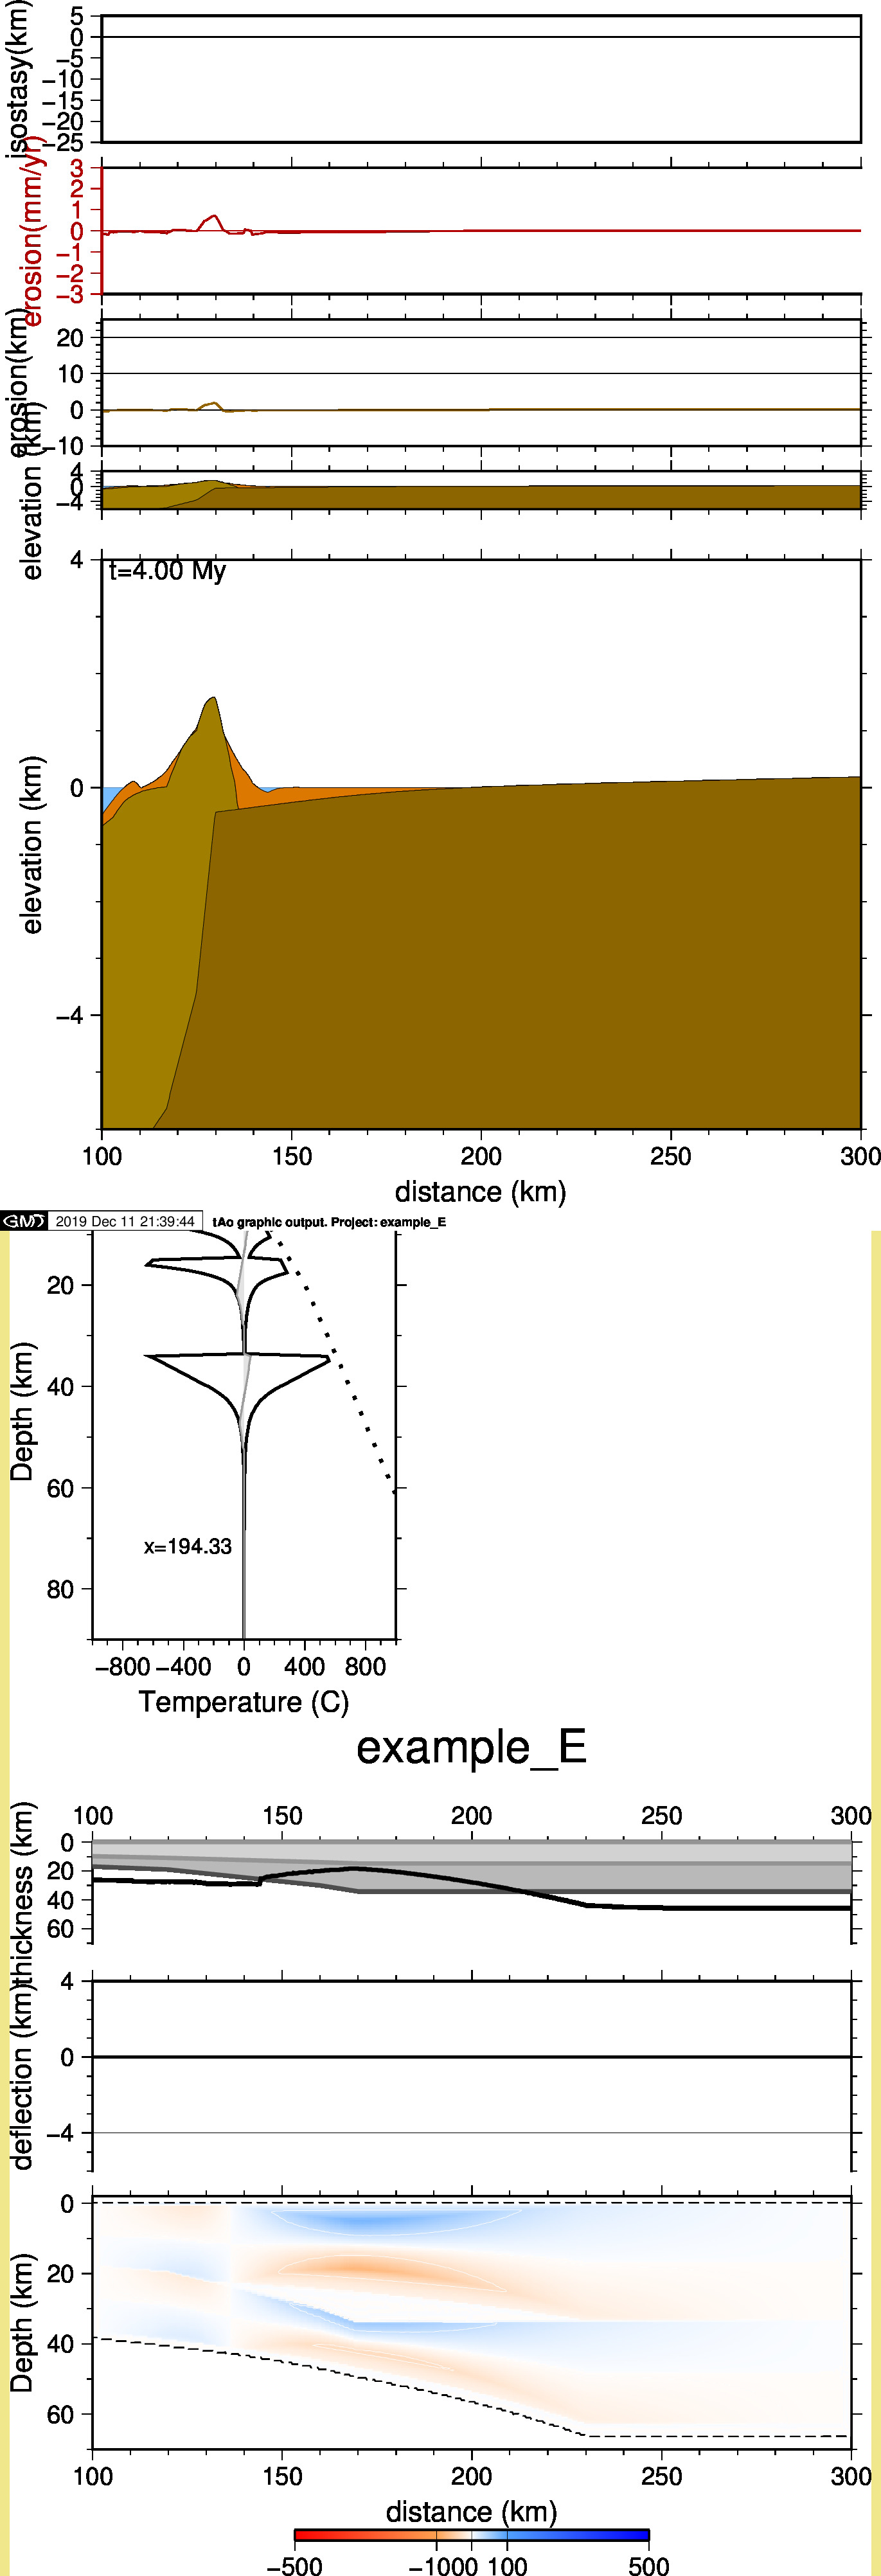 5
0
−5
−10
−15
−20
−25
isostasy(km)
3
2
1
0
−1
−2
−3
erosion(mm/yr)
20
10
0
−10
erosion(km)
4
0
−4
elevation (km)
t=4.00 My
4
0
−4
elevation (km)
100 150 200 250 300
distance (km)
GMT 2019 Dec 11 21:39:44 tAo graphic output. Project: example_E
20
40
60
80
Depth (km)
x=194.33
−800 −400 0 400 800
Temperature (C)
example_E
100 150 200 250 300
0
20
40
60
thickness (km)
4
0
−4
deflection (km)
0
20
40
60
Depth (km)
100 150 200 250 300
distance (km)
−500 −1000 100 500